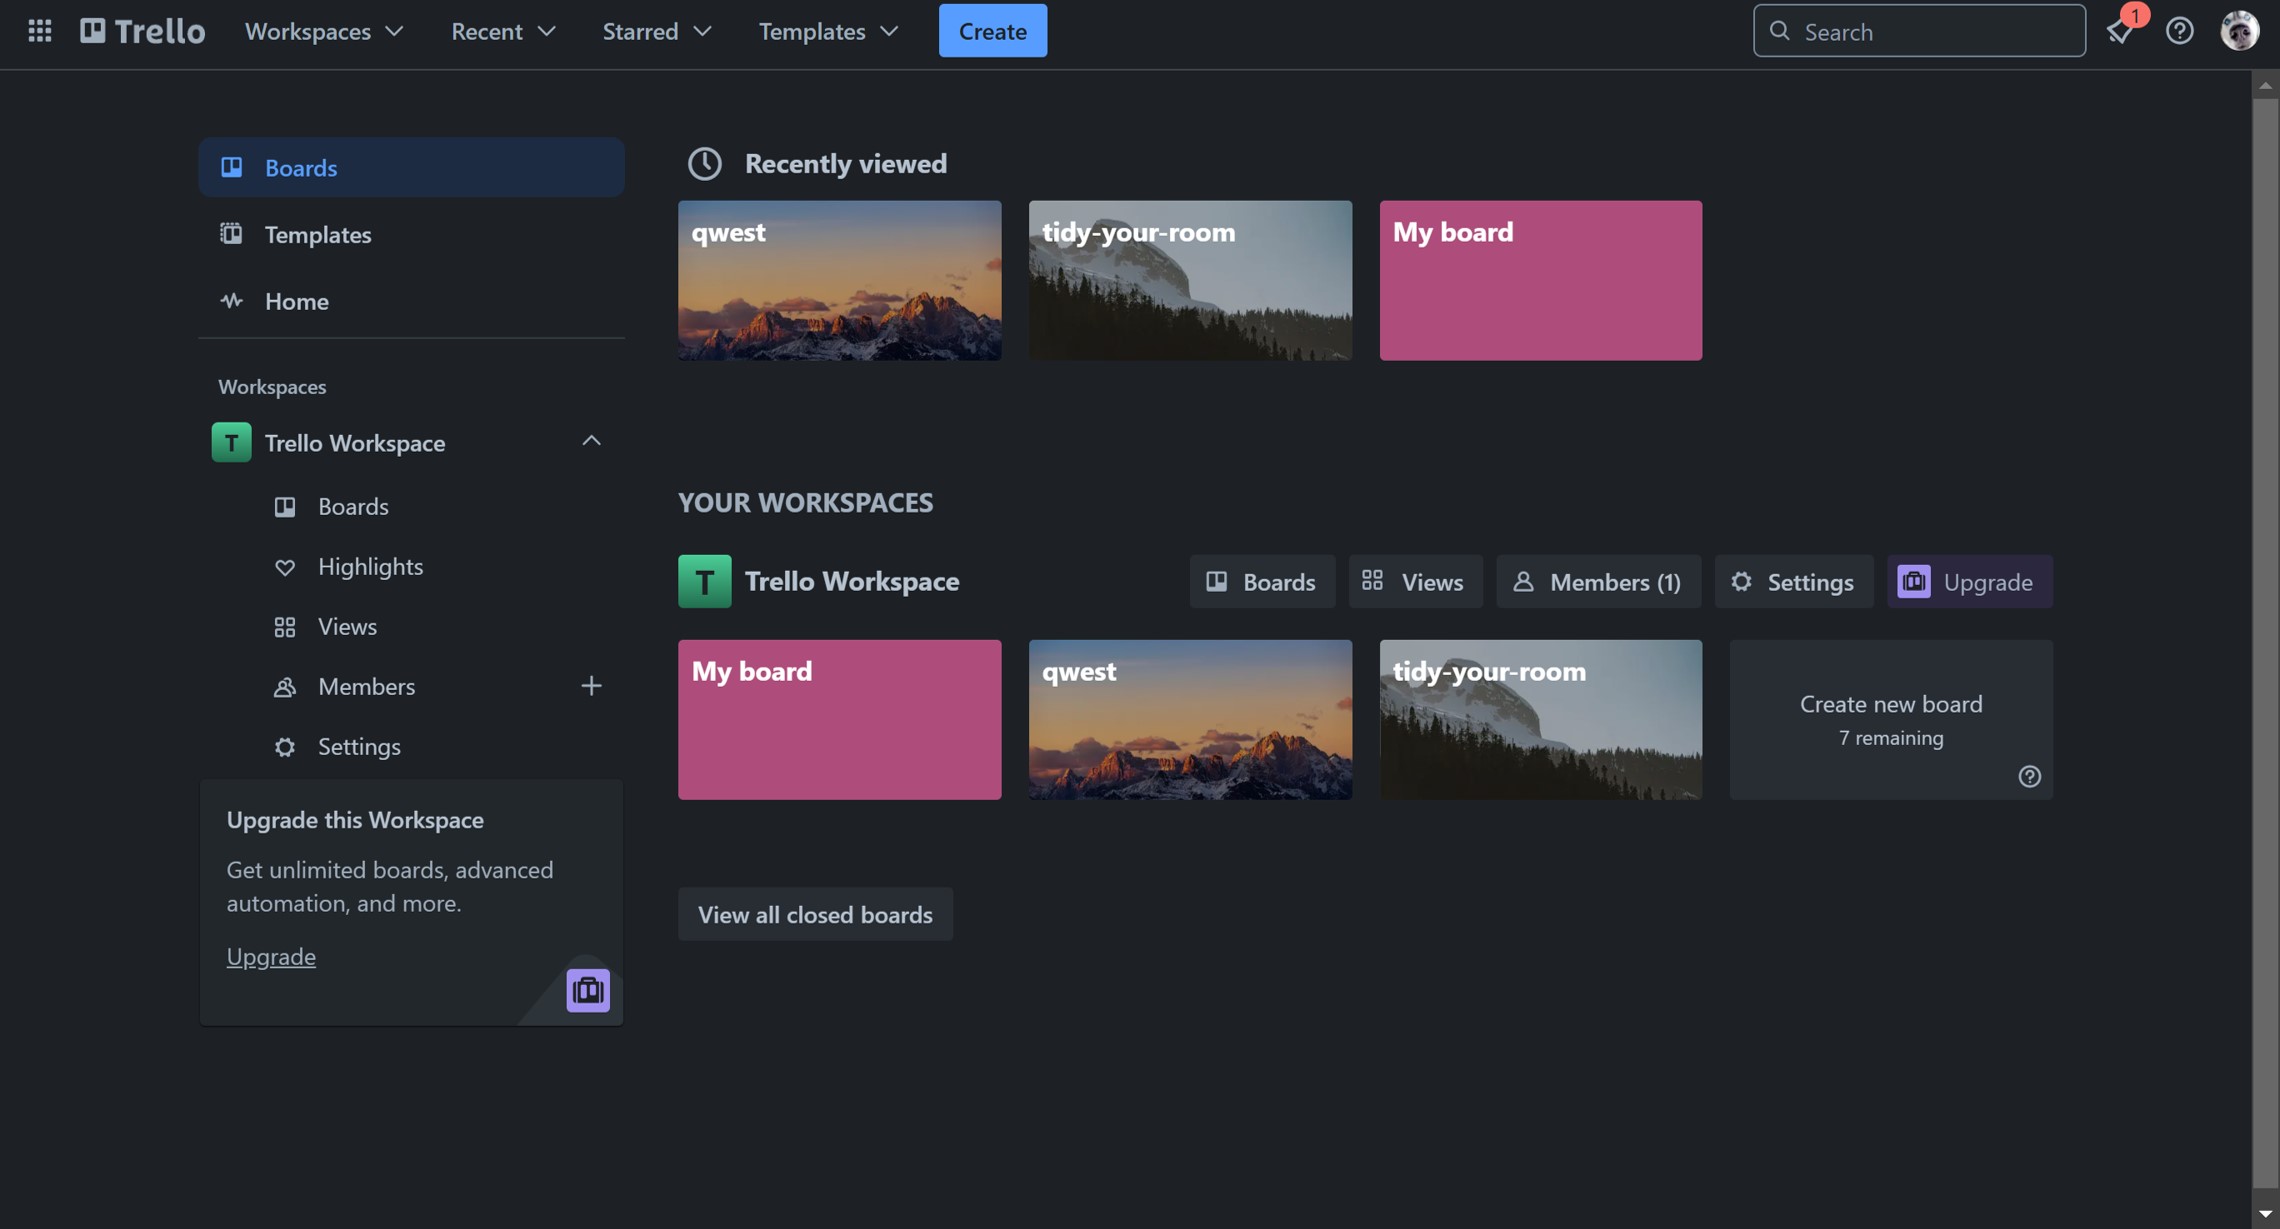 Trello
Workspaces
Recent
Starred
Templates
Create
Search
1
Boards
Templates
Home
Workspaces
T
Trello Workspace
Boards
Highlights
Views
Members
Settings
Upgrade this Workspace
Get unlimited boards, advanced
automation, and more.
Upgrade
Recently viewed
qwest
tidy-your-room
My board
YOUR WORKSPACES
T
Trello Workspace
Boards
Views
Members (1)
Settings
Upgrade
My board
qwest
tidy-your-room
Create new board
7 remaining
View all closed boards